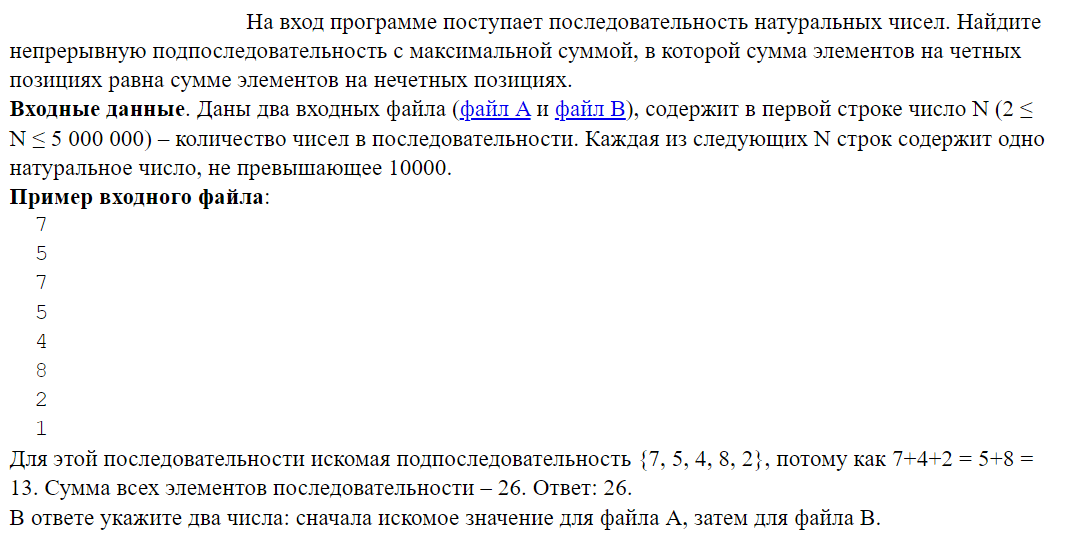 На вход программе поступает последовательность натуральных чисел. Найдите
непрерывную подпоследовательность с максимальной суммой, в которой сумма элементов на четных
позициях равна сумме элементов на нечетных позициях.
Входные данные. Даны два входных файла (файл A и файл B), содержит в первой строке число N (2 ≤
N ≤ 5 000 000) – количество чисел в последовательности. Каждая из следующих N строк содержит одно
натуральное число, не превышающее 10000.
Пример входного файла:
7
5
7
5
4
8
2
1
Для этой последовательности искомая подпоследовательность {7, 5, 4, 8, 2}, потому как 7+4+2 = 5+8 =
13. Сумма всех элементов последовательности – 26. Ответ: 26.
В ответе укажите два числа: сначала искомое значение для файла А, затем для файла B.